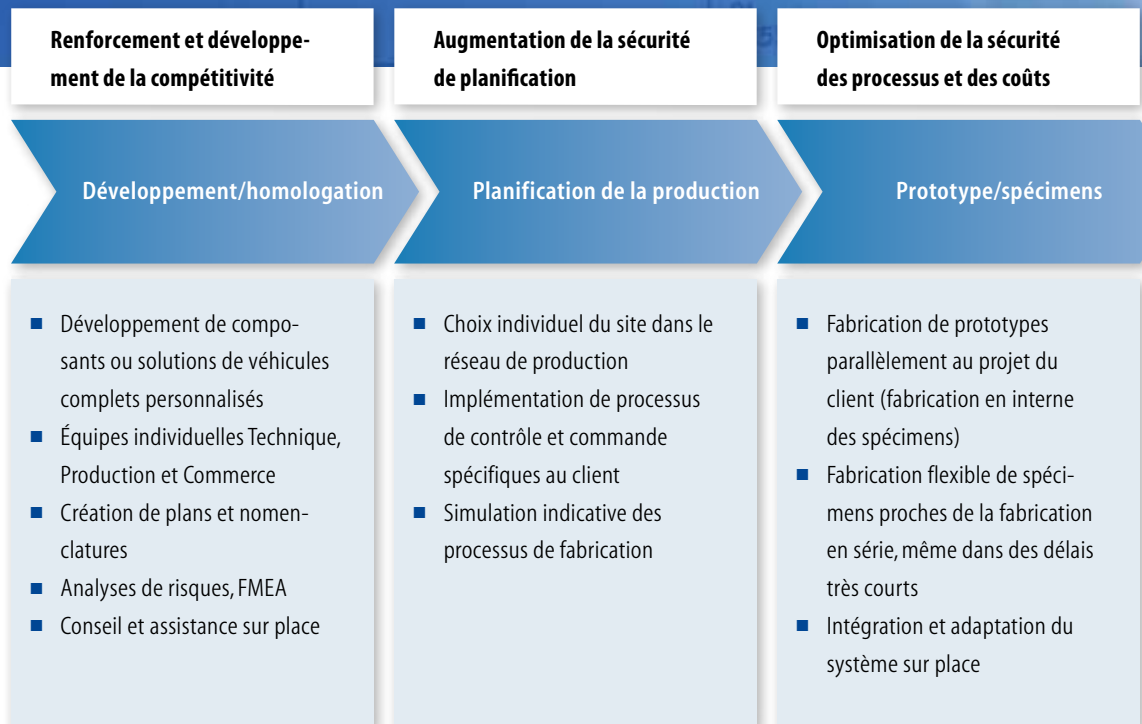 Renforcement et développe-
ment de la compétitivité
Développement/homologation
■ Développement de compo-
sants ou solutions de véhicules
complets personnalisés
■ Équipes individuelles Technique,
Production et Commerce
■ Création de plans et nomen-
clatures
■ Analyses de risques, FMEA
■ Conseil et assistance sur place
Augmentation de la sécurité
de planification
Planification de la production
■ Choix individuel du site dans le
réseau de production
■ Implémentation de processus
de contrôle et commande
spécifiques au client
■ Simulation indicative des
processus de fabrication
Optimisation de la sécurité
des processus et des coûts
Prototype/spécimens
■ Fabrication de prototypes
parallèlement au projet du
client (fabrication en interne
des spécimens)
■ Fabrication flexible de spéci-
mens proches de la fabrication
en série, même dans des délais
très courts
■ Intégration et adaptation du
système sur place